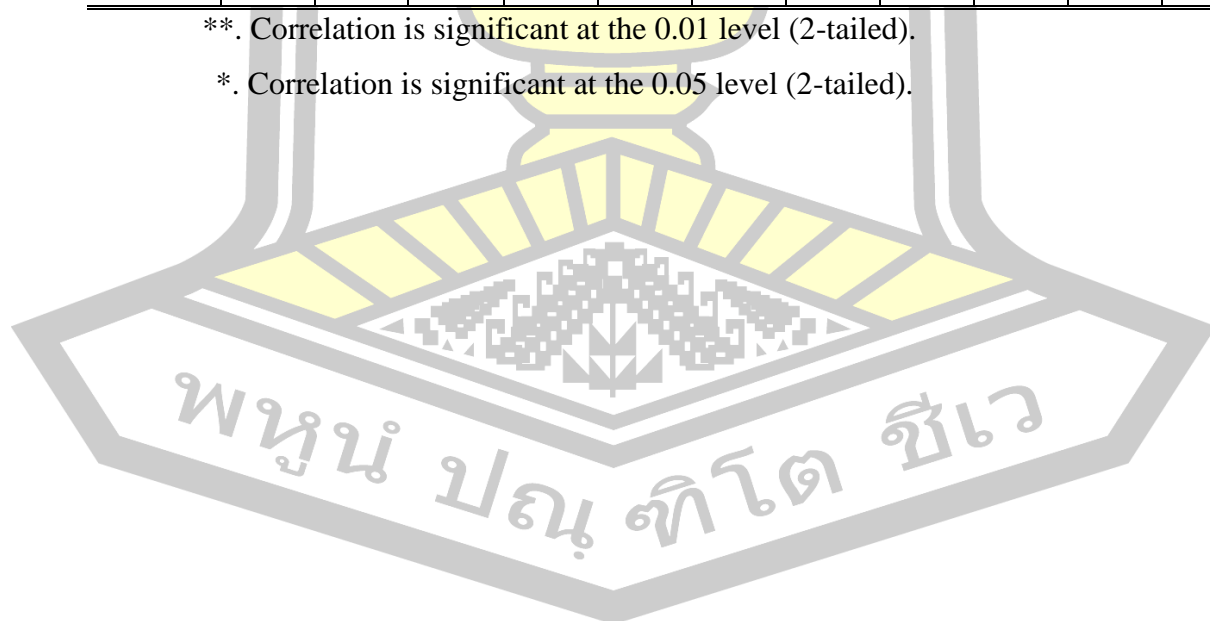 **. Correlation is significant at the 0.01 level (2-tailed).
*. Correlation is significant at the 0.05 level (2-tailed).
พหูนํ ปณฺฑิโต ชีเว